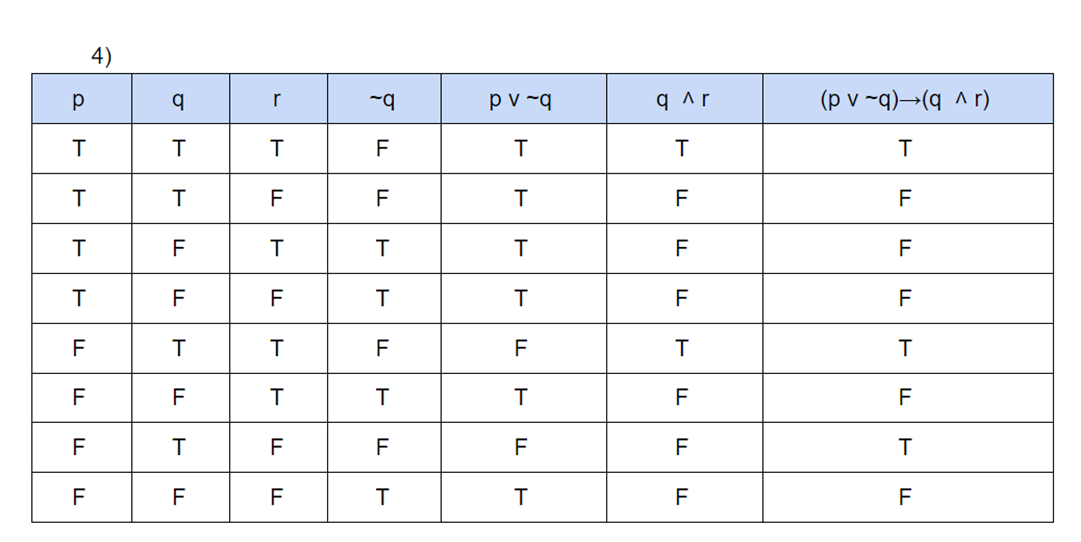 4)
p q r ~q p v ~q q ^ r (p v ~q)→(q ^ r)
T T T F T T T
T T F F T F F
T F T T T F F
T F F T T F F
F T T F F T T
F F T T T F F
F T F F F F T
F F F T T F F